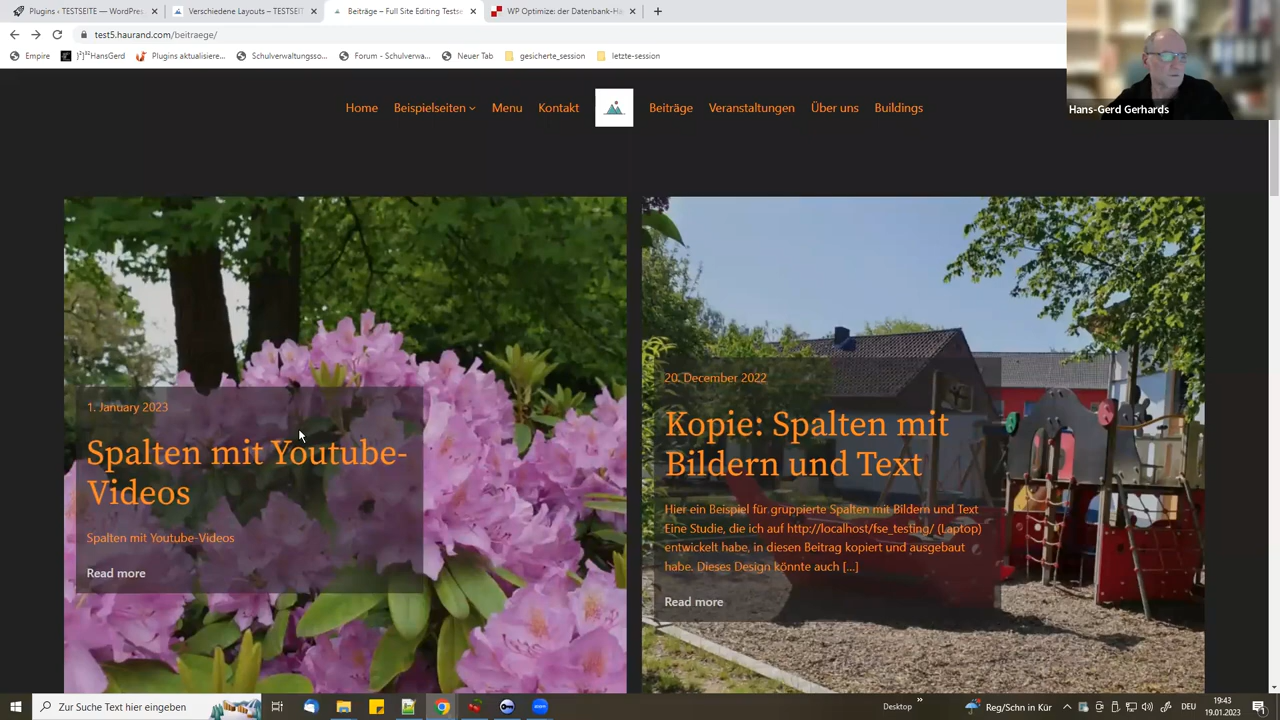 Plugins ‹ TESTSEITE — WordPres
Verschiedene Layouts – TESTSEIT
Beiträge – Full Site Editing Testse
WP Optimize: der Datenbank-Ha
test5.haurand.com/beitraege/
Empire
}³]³²HansGerd
Plugins aktualisiere...
Schulverwaltungsso...
Forum - Schulverwa...
Neuer Tab
gesicherte_session
letzte-session
Hans-Gerd Gerhards
Home
Beispielseiten
Menu
Kontakt
Beiträge
Veranstaltungen
Über uns
Buildings
1. January 2023
Spalten mit Youtube-
Videos
Spalten mit Youtube-Videos
Read more
20. December 2022
Kopie: Spalten mit
Bildern und Text
Hier ein Beispiel für gruppierte Spalten mit Bildern und Text
Eine Studie, die ich auf http://localhost/fse_testing/ (Laptop)
entwickelt habe, in diesen Beitrag kopiert und ausgebaut
habe. Dieses Design könnte auch [...]
Read more
Zur Suche Text hier eingeben
zoom
Desktop
Reg/Schn in Kür
DEU
19:43
19.01.2023